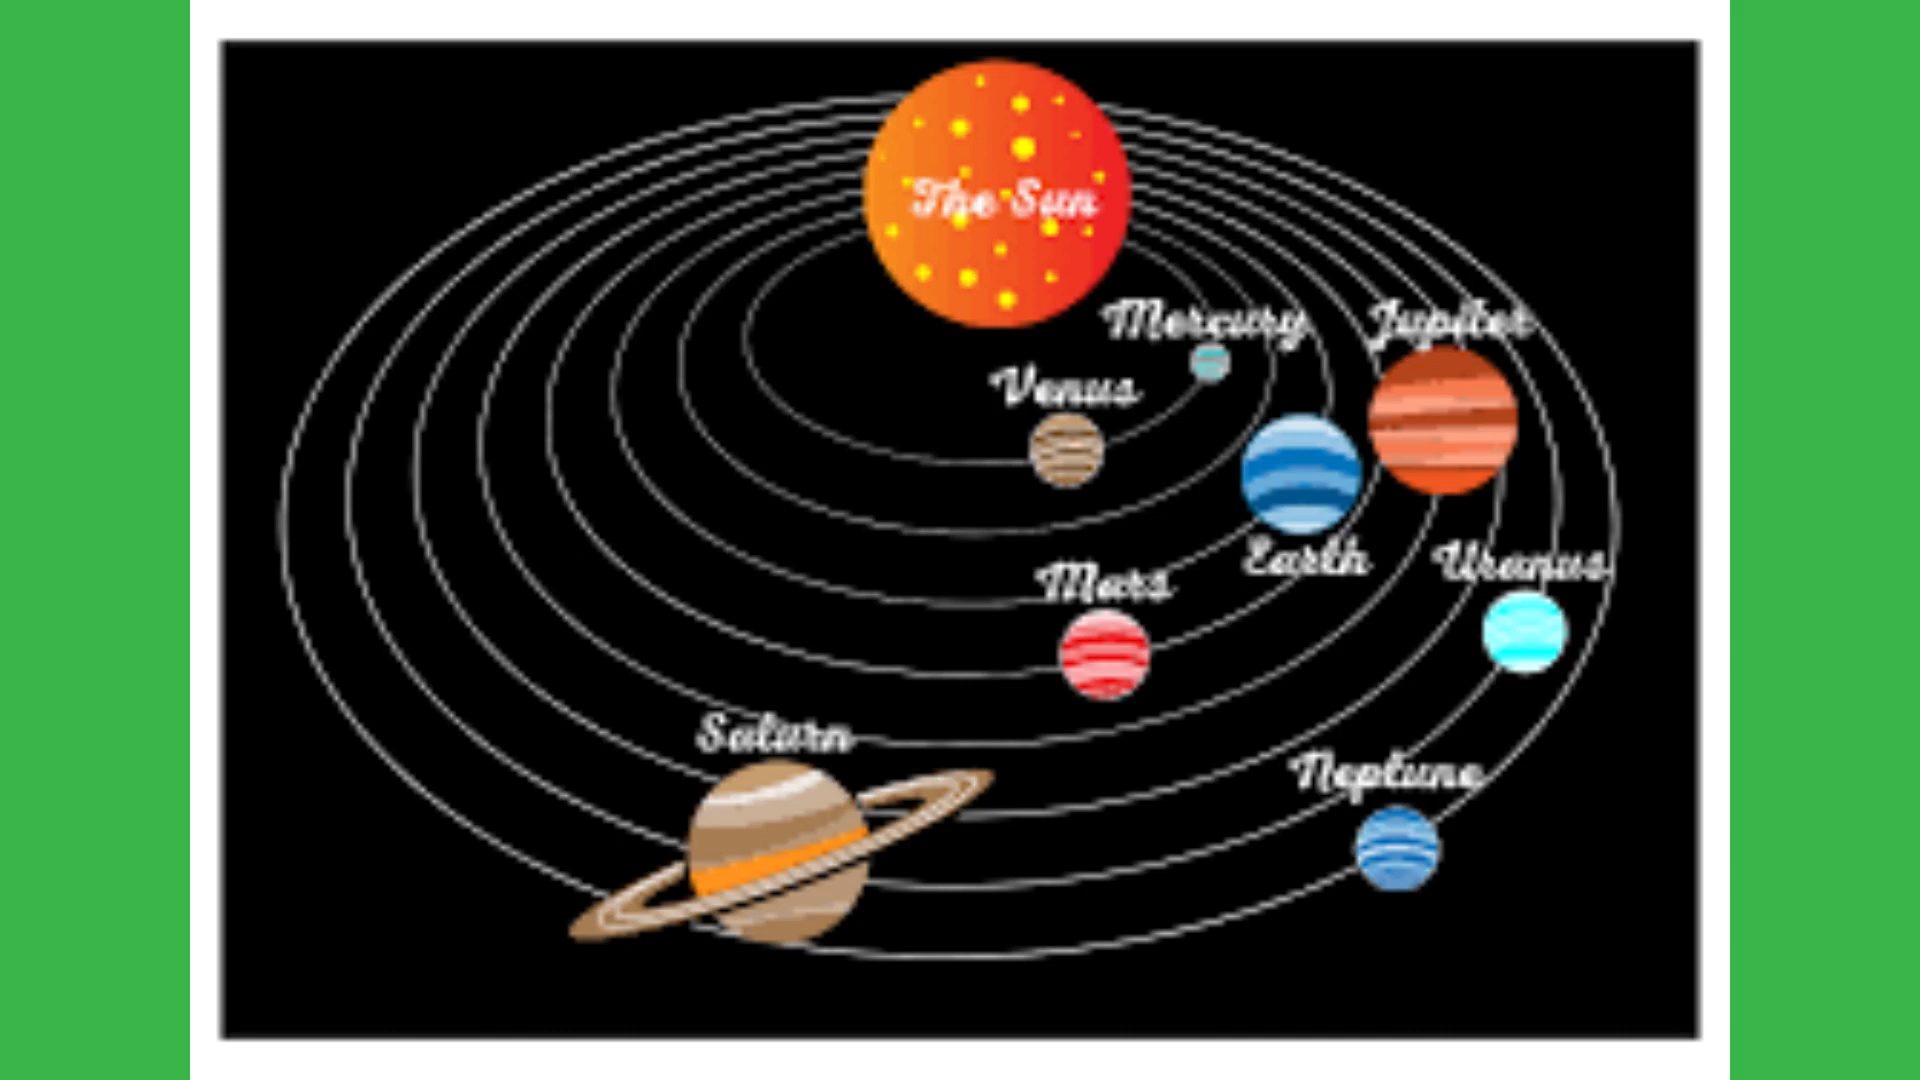 The Sun
Mercury
Jupiter
Venus
Earth
Uranus
Mars
Saturn
Neptune